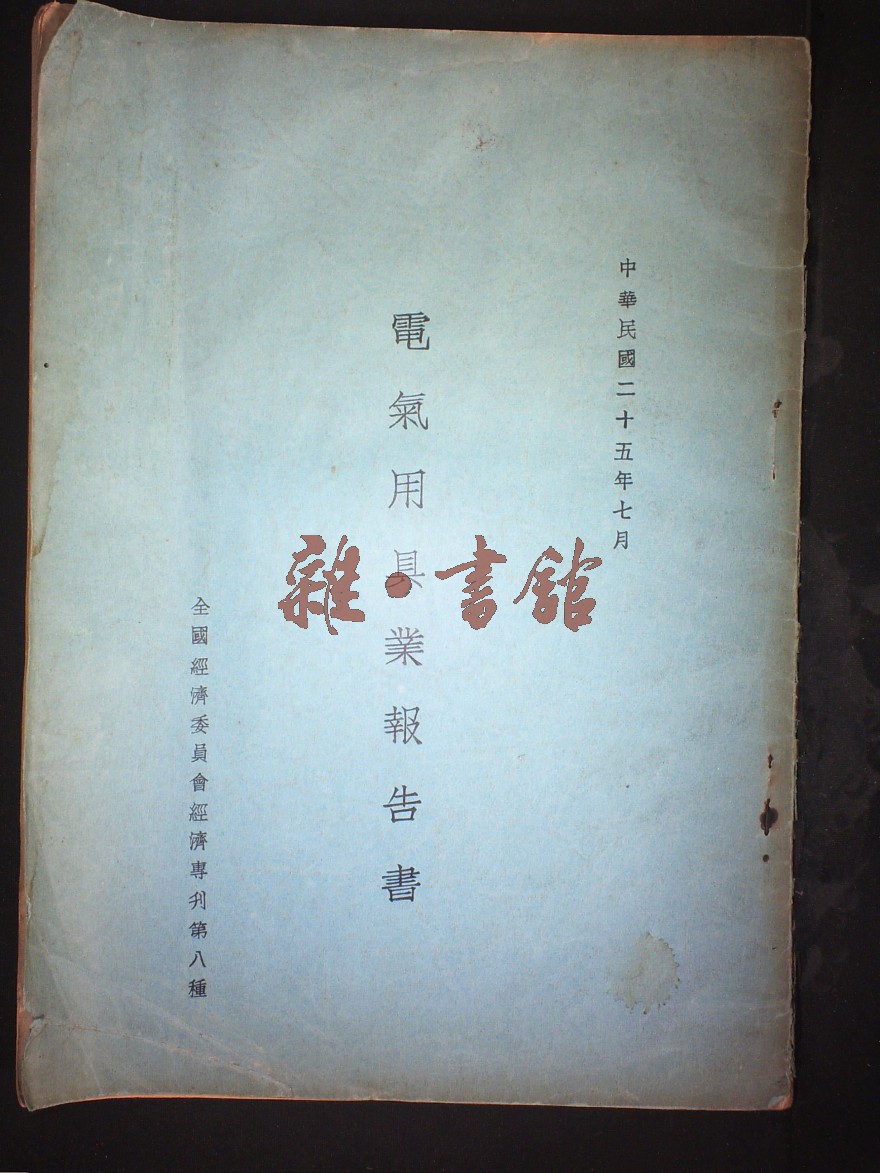 中華民國二十五年七月
電氣用具業報告書
全國經濟委員會經濟專刊第八種
雜·書館